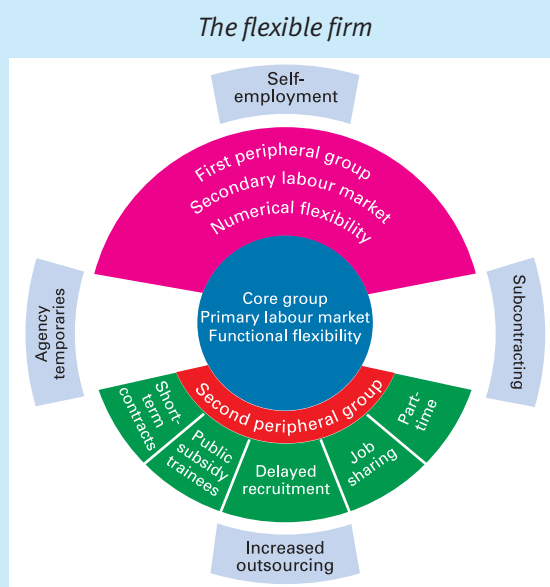 The flexible firm
Self-
employment
First peripheral group
Secondary labour market
Numerical flexibility
Agency
temporaries
Core group
Primary labour market
Functional flexibility
Subcontracting
Second peripheral group
Short-
term
contracts
Public
subsidy
trainees
Delayed
recruitment
Job
sharing
Part-
time
Increased
outsourcing